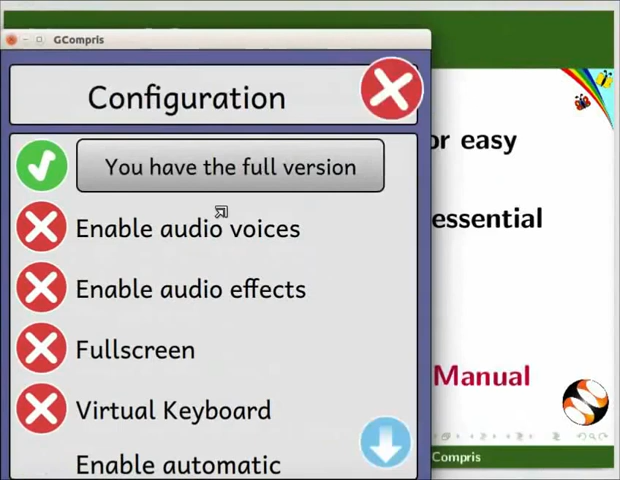 GCompris
Configuration
You have the full version
Enable audio voices
Enable audio effects
Fullscreen
Virtual Keyboard
Enable automatic
or easy
essential
Manual
Compris